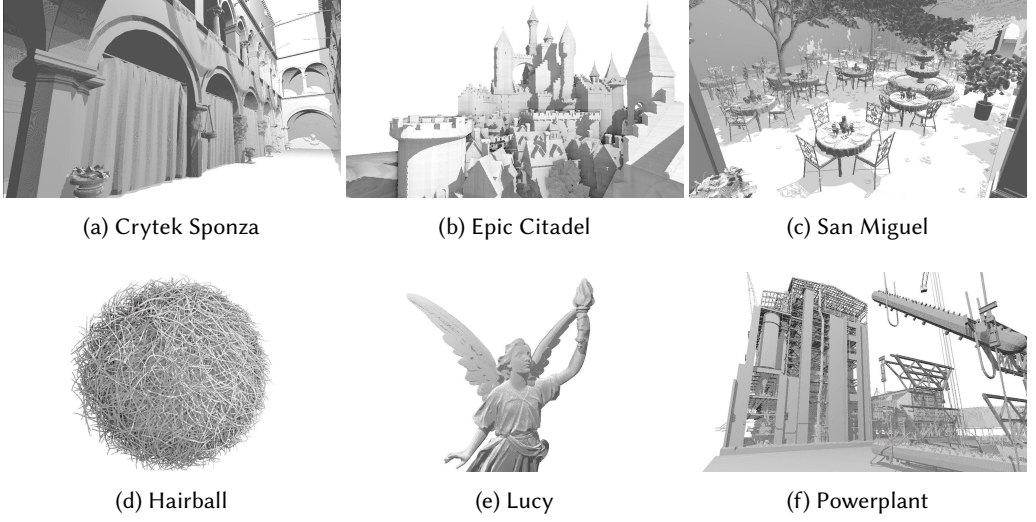 (a) Crytek Sponza
(b) Epic Citadel
(c) San Miguel
(d) Hairball
(e) Lucy
(f) Powerplant